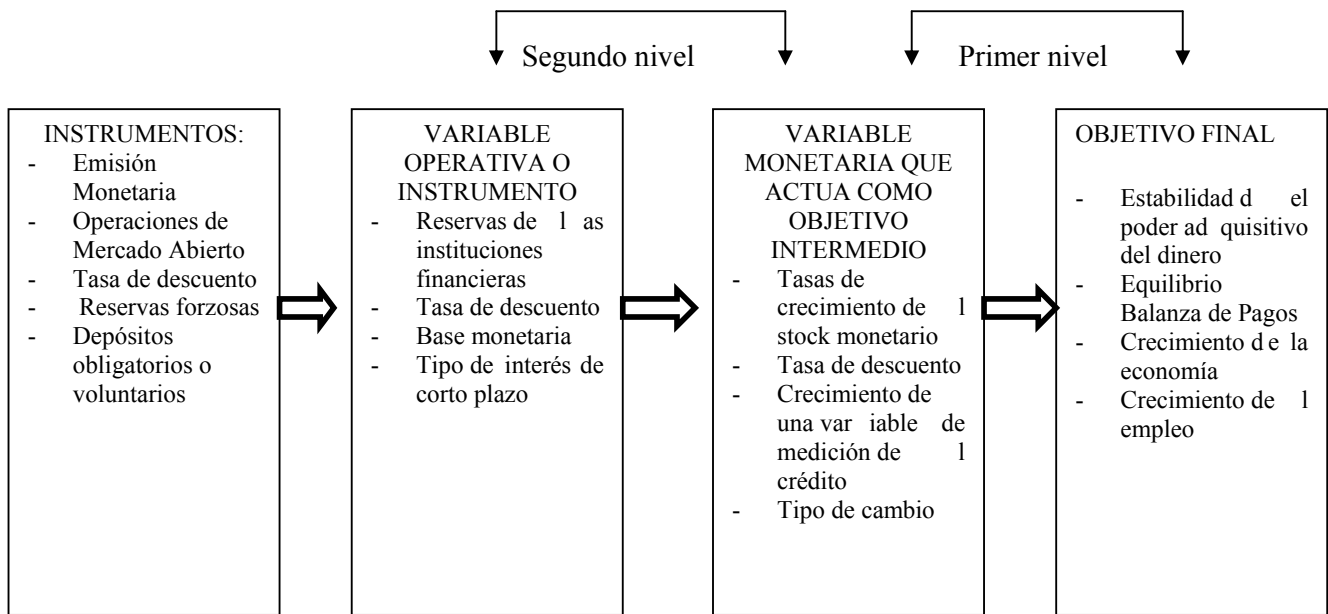 Segundo nivel
Primer nivel
INSTRUMENTOS:
- Emisión
Monetaria
- Operaciones de
Mercado Abierto
- Tasa de descuento
- Reservas forzosas
- Depósitos
obligatorios o
voluntarios
VARIABLE
OPERATIVA O
INSTRUMENTO
- Reservas de l as
instituciones
financieras
- Tasa de descuento
- Base monetaria
- Tipo de interés de
corto plazo
VARIABLE
MONETARIA QUE
ACTUA COMO
OBJETIVO
INTERMEDIO
- Tasas de
crecimiento de l
stock monetario
- Tasa de descuento
- Crecimiento de
una var iable de
medición de l
crédito
- Tipo de cambio
OBJETIVO FINAL
- Estabilidad d el
poder ad quisitivo
del dinero
- Equilibrio
Balanza de Pagos
- Crecimiento d e la
economía
- Crecimiento de l
empleo